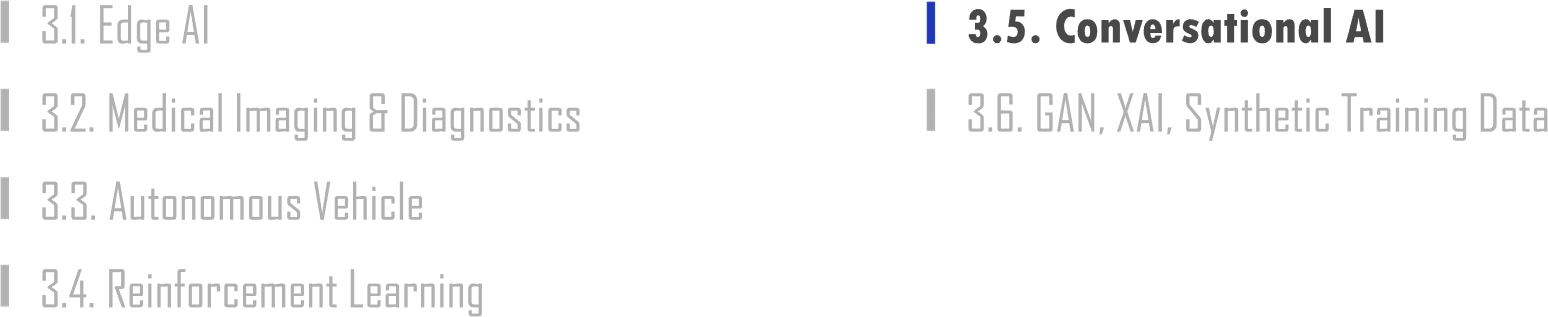 3.1. Edge AI
3.2. Medical Imaging & Diagnostics
3.3. Autonomous Vehicle
3.4. Reinforcement Learning
3.5. Conversational AI
3.6. GAN, XAI, Synthetic Training Data